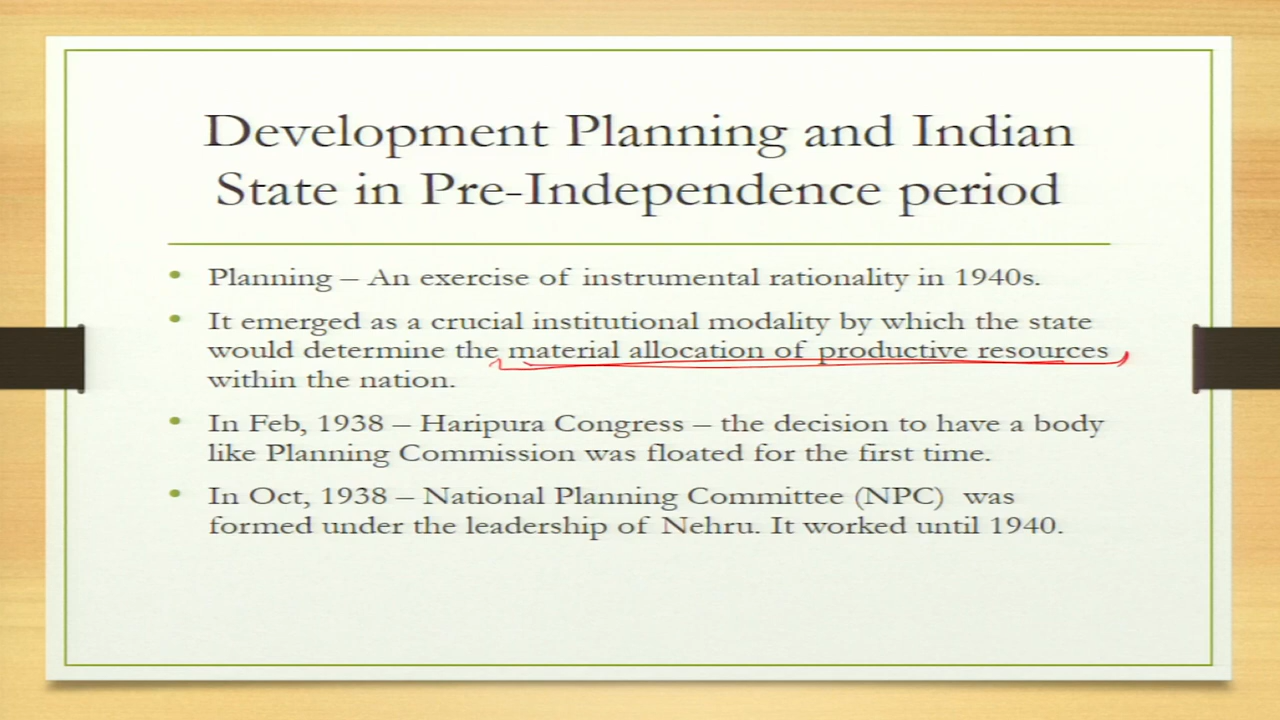 Development Planning and Indian
State in Pre-Independence period
• Planning – An exercise of instrumental rationality in 1940s.
• It emerged as a crucial institutional modality by which the state
would determine the material allocation of productive resources
within the nation.
• In Feb, 1938 – Haripura Congress – the decision to have a body
like Planning Commission was floated for the first time.
• In Oct, 1938 – National Planning Committee (NPC) was
formed under the leadership of Nehru. It worked until 1940.